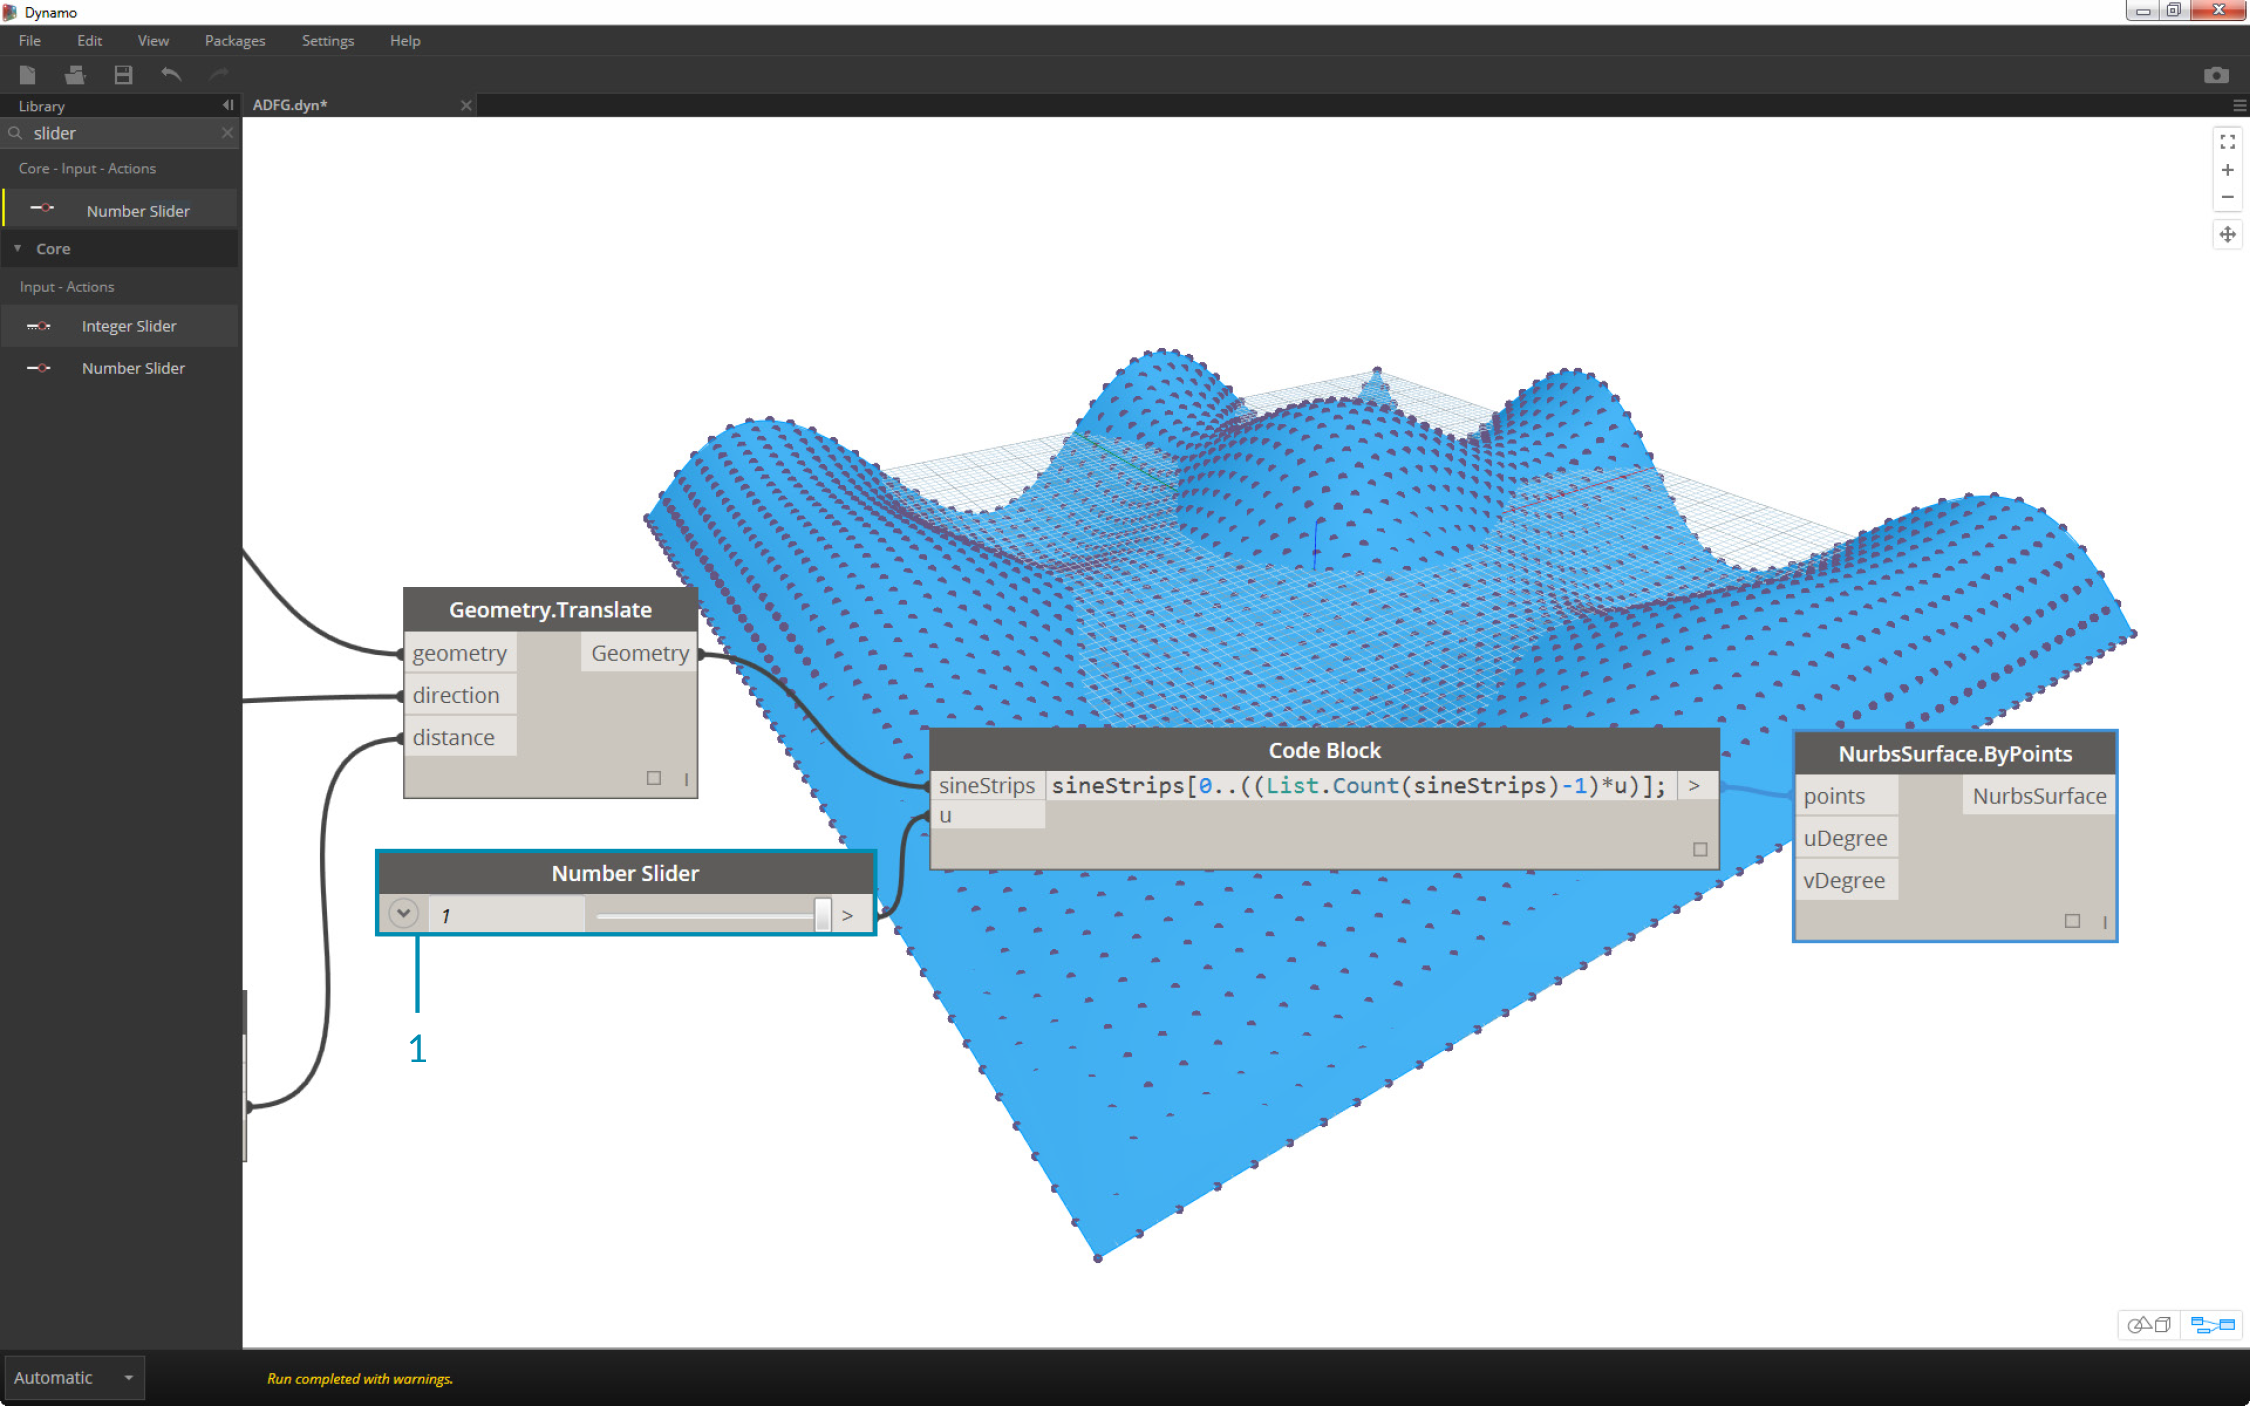 Dynamo
File Edit View Packages Settings Help
Library
ADFG.dyn*
slider
Core - Input - Actions
Number Slider
Core
Input - Actions
Integer Slider
Number Slider
Geometry.Translate
geometry Geometry
direction
distance
Code Block
sineStrips sineStrips[0..((List.Count(sineStrips)-1)*u)]; >
u
NurbsSurface.ByPoints
points NurbsSurface
uDegree
vDegree
Number Slider
1 >
1
Automatic
Run completed with warnings.